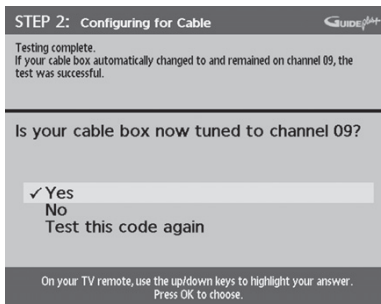 STEP 2: Configuring for Cable GUIDE Plus+
Testing complete.
If your cable box automatically changed to and remained on channel 09, the
test was successful.
Is your cable box now tuned to channel 09?
✓ Yes
No
Test this code again
On your TV remote, use the up/down keys to highlight your answer.
Press OK to choose.